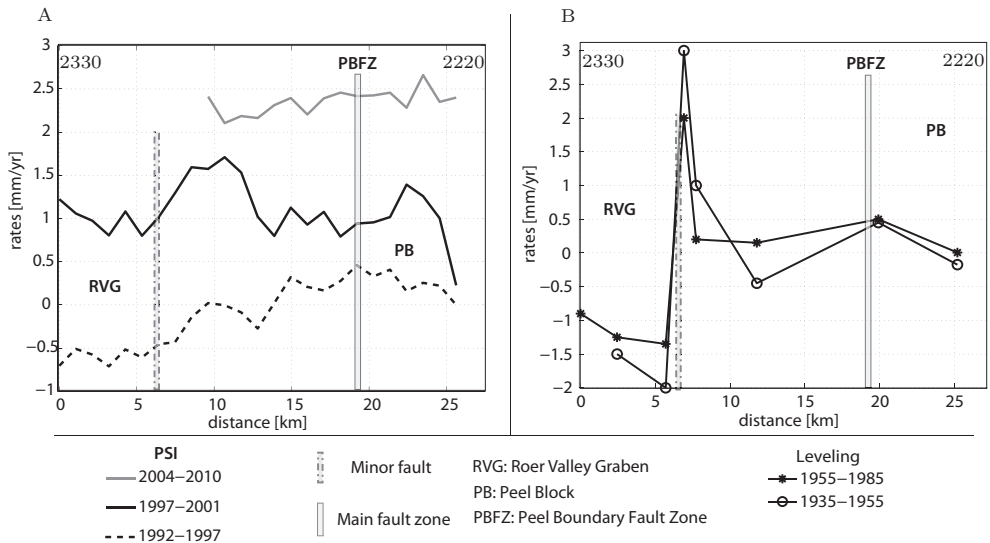 A
2330
PBFZ
2220
3
2.5
2
1.5
1
0.5
0
−0.5
−1
rates [mm/yr]
RVG
PB
0
5
10
15
20
25
distance [km]
B
2330
PBFZ
2220
3
2.5
2
1.5
1
0.5
0
−0.5
−1
−1.5
−2
rates [mm/yr]
RVG
PB
0
5
10
15
20
25
distance [km]
PSI
2004−2010
1997−2001
1992−1997
Minor fault
Main fault zone
RVG: Roer Valley Graben
PB: Peel Block
PBFZ: Peel Boundary Fault Zone
Leveling
1955−1985
1935−1955